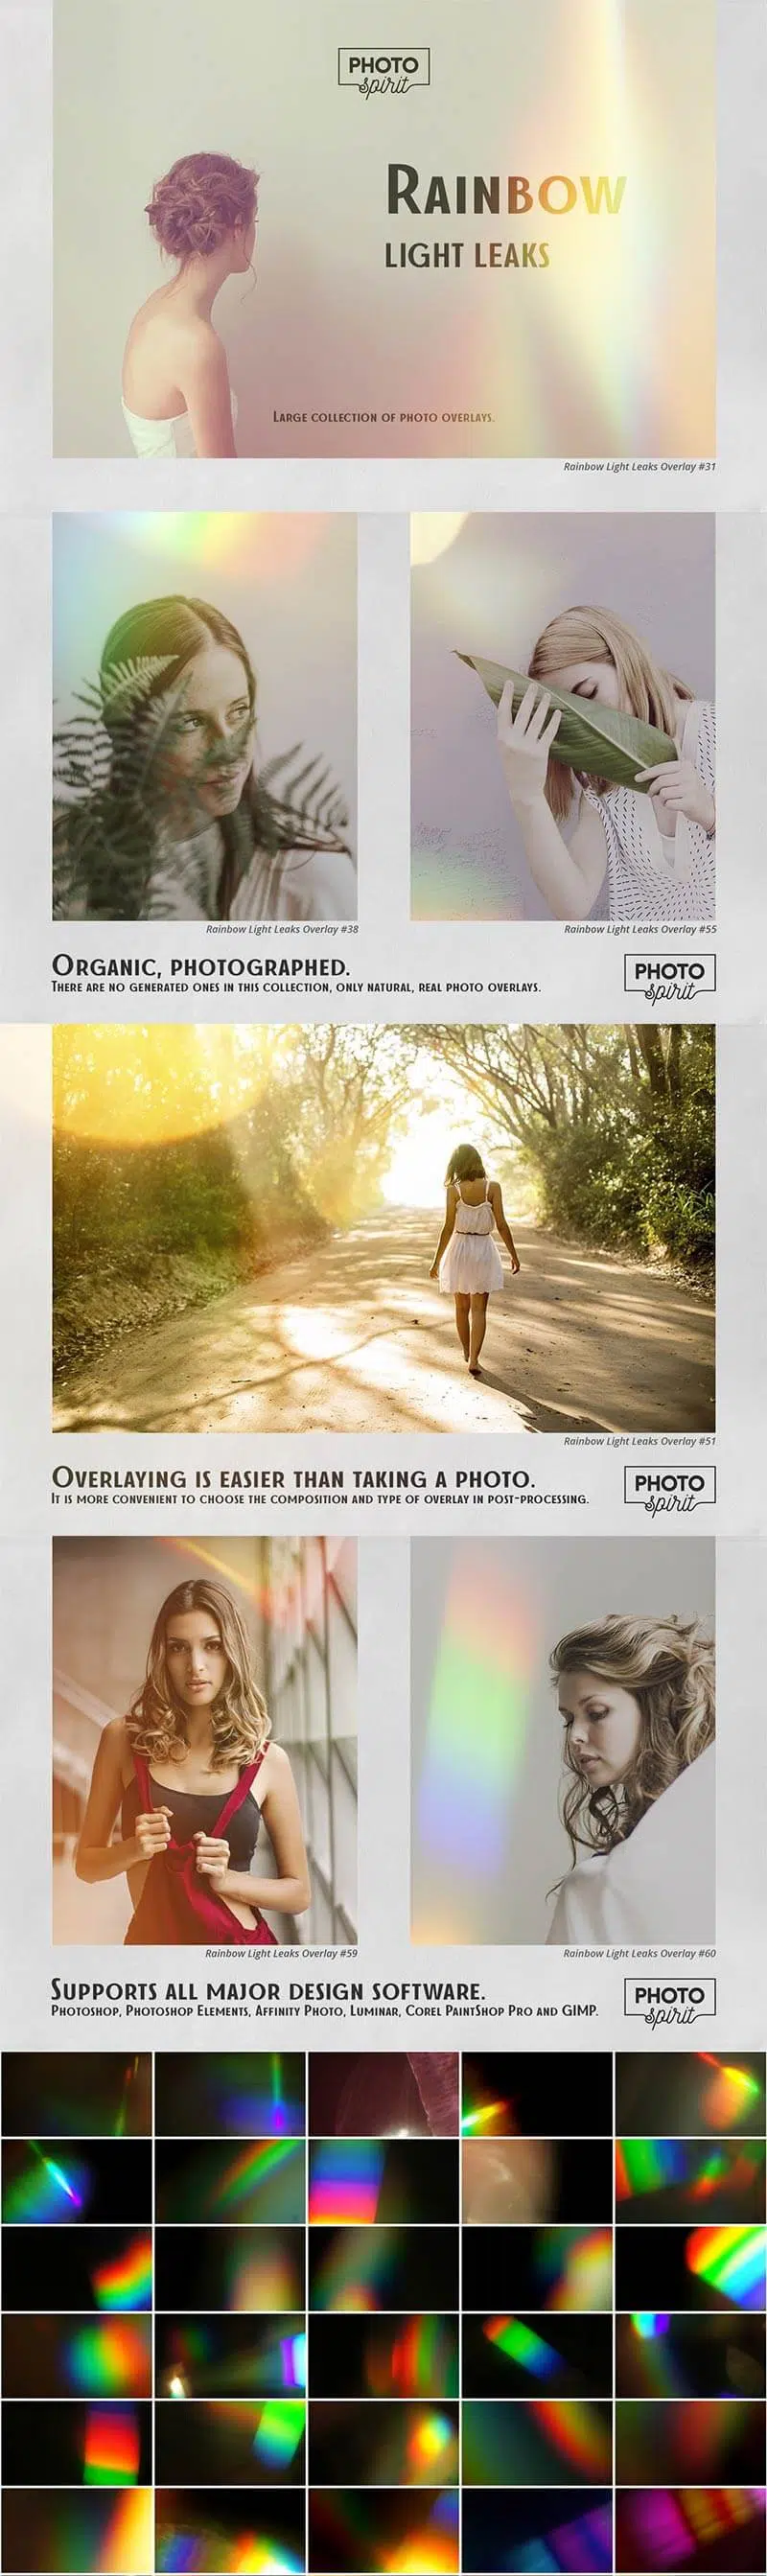 PHOTO
spirit
RAINBOW
LIGHT LEAKS
LARGE COLLECTION OF PHOTO OVERLAYS.
Rainbow Light Leaks Overlay #31
Rainbow Light Leaks Overlay #38
Rainbow Light Leaks Overlay #55
ORGANIC, PHOTOGRAPHED.
THERE ARE NO GENERATED ONES IN THIS COLLECTION, ONLY NATURAL, REAL PHOTO OVERLAYS.
PHOTO
spirit
Rainbow Light Leaks Overlay #51
OVERLAYING IS EASIER THAN TAKING A PHOTO.
IT IS MORE CONVENIENT TO CHOOSE THE COMPOSITION AND TYPE OF OVERLAY IN POST-PROCESSING.
PHOTO
spirit
Rainbow Light Leaks Overlay #59
Rainbow Light Leaks Overlay #60
SUPPORTS ALL MAJOR DESIGN SOFTWARE.
PHOTOSHOP, PHOTOSHOP ELEMENTS, AFFINITY PHOTO, LUMINAR, COREL PAINTSHOP PRO AND GIMP.
PHOTO
spirit